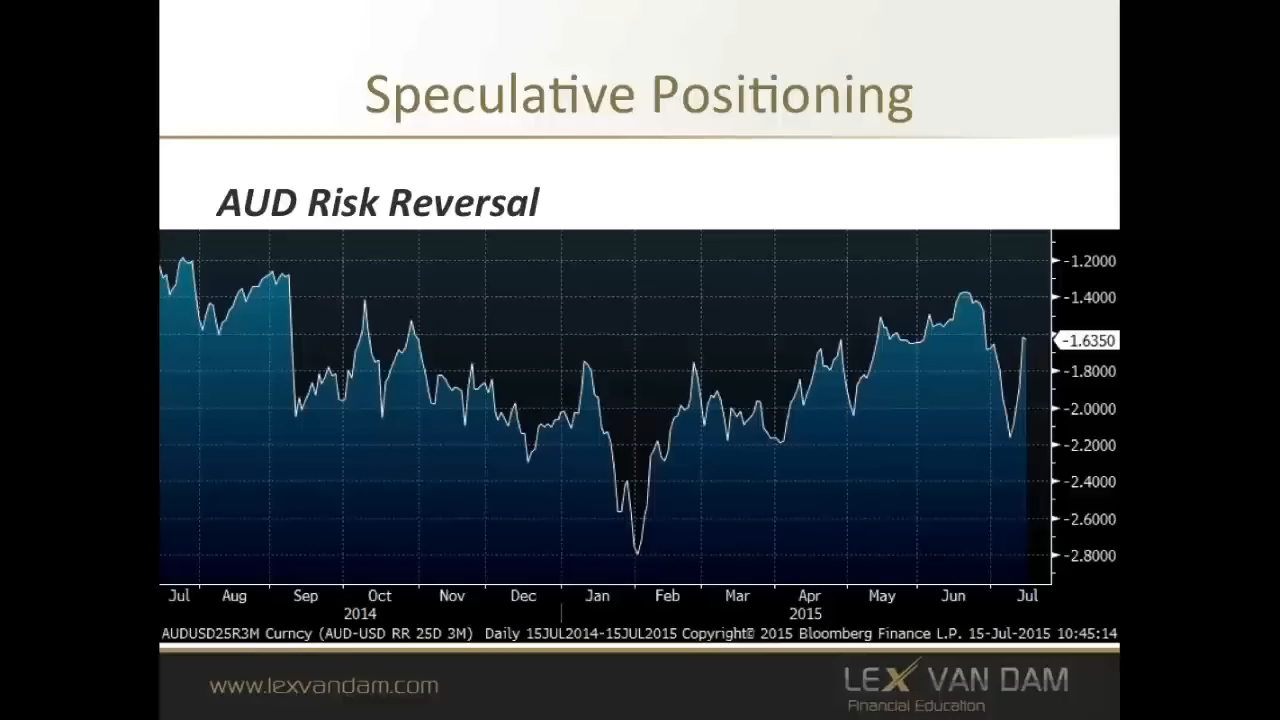 Speculative Positioning
AUD Risk Reversal
-1.2000
-1.4000
-1.6350
-1.8000
-2.0000
-2.2000
-2.4000
-2.6000
-2.8000
Jul Aug Sep Oct Nov Dec Jan Feb Mar Apr May Jun Jul
2014 2015
AUDUSD25R3M Curncy (AUD-USD RR 25D 3M) Daily 15JUL2014-15JUL2015 Copyright© 2015 Bloomberg Finance L.P. 15-Jul-2015 10:45:14
www.lexvandam.com
LEX VAN DAM
Financial Education